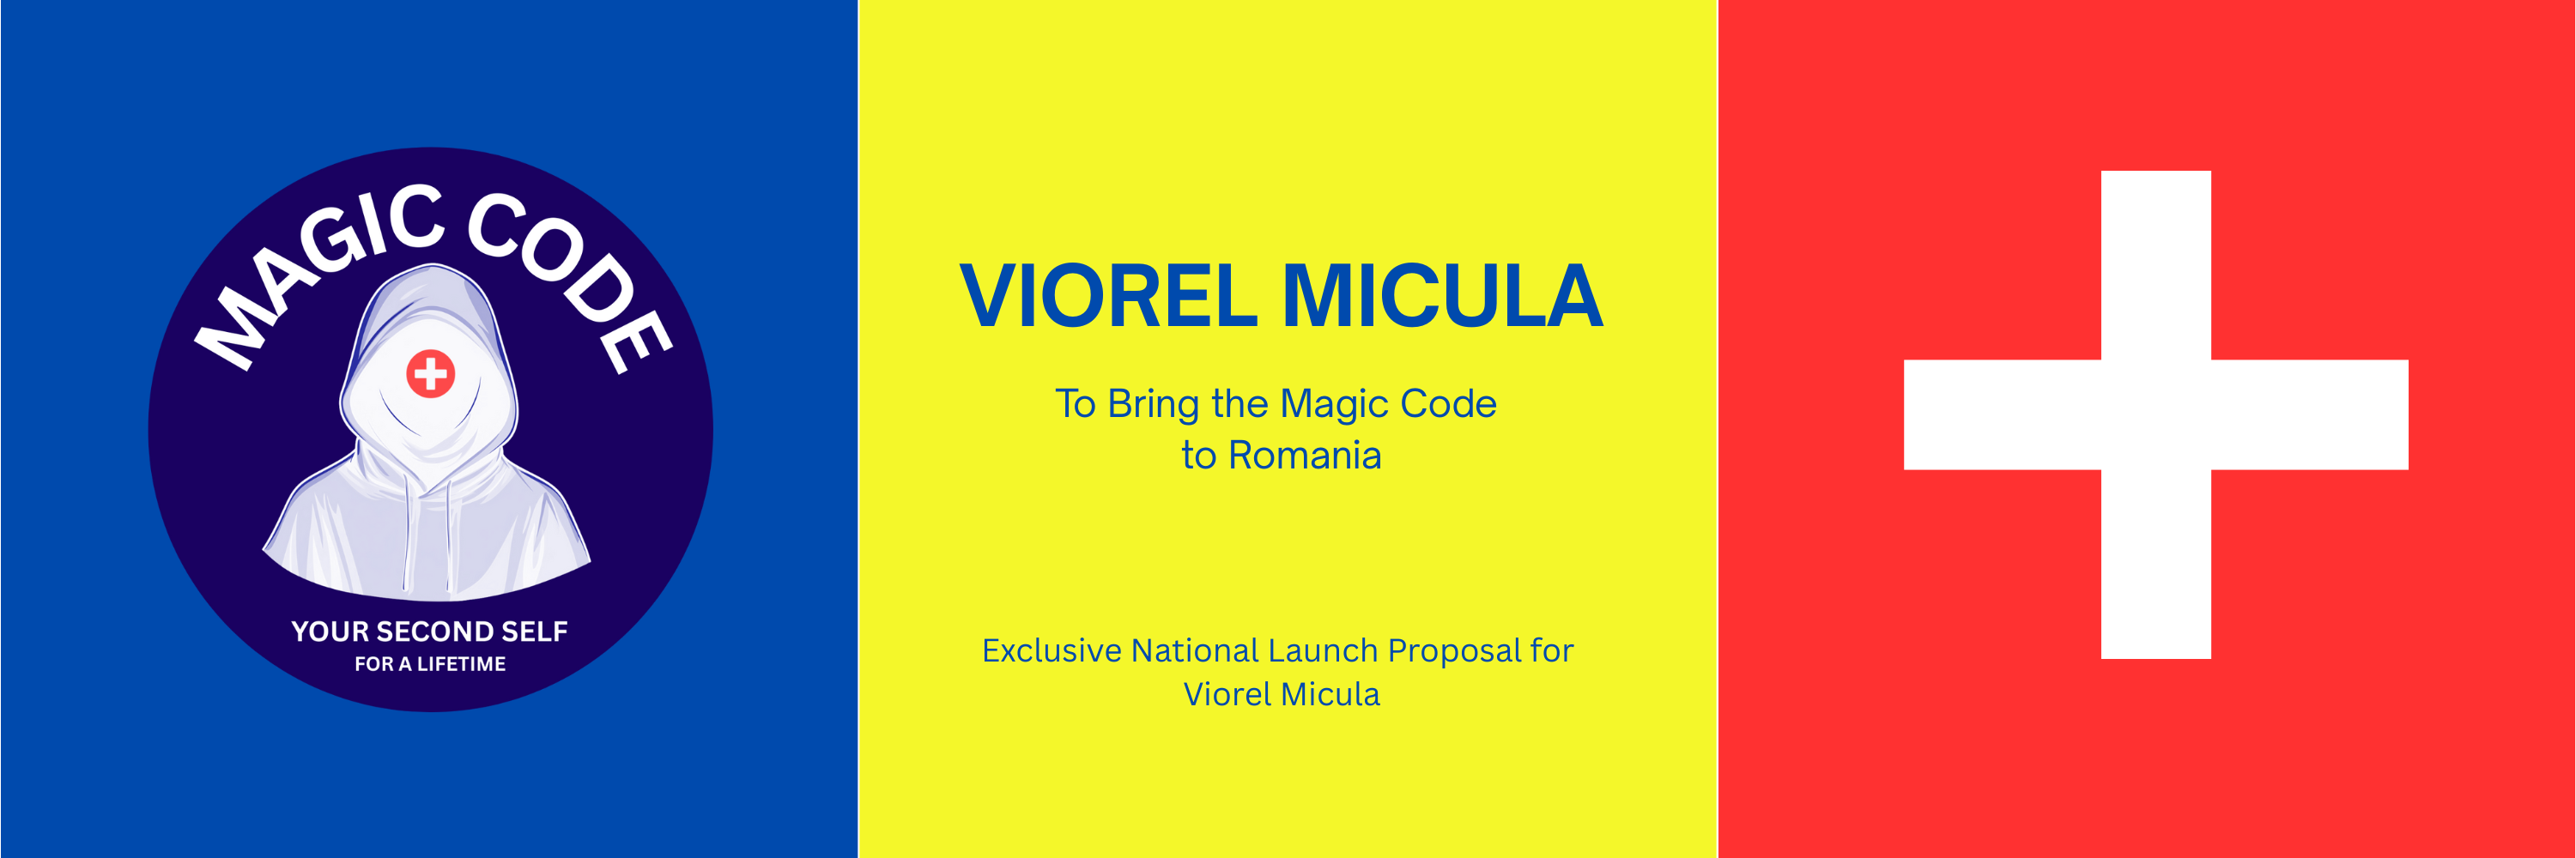 MAGIC CODE
YOUR SECOND SELF
FOR A LIFETIME
VIOREL MICULA
To Bring the Magic Code
to Romania
Exclusive National Launch Proposal for
Viorel Micula